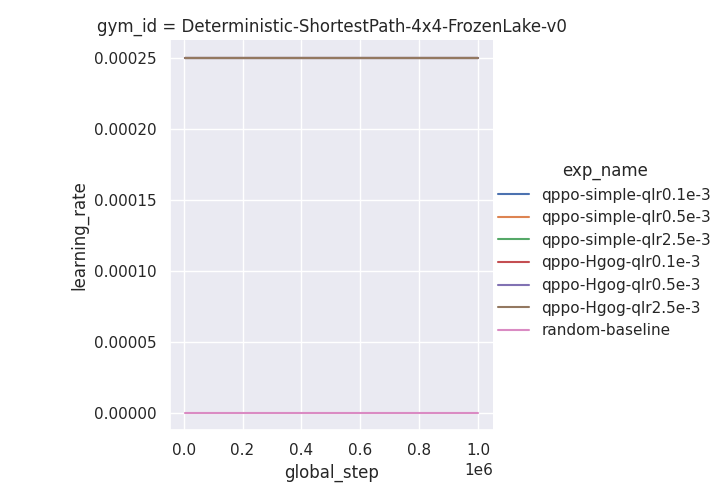 gym_id = Deterministic-ShortestPath-4x4-FrozenLake-v0
0.00025
0.00020
0.00015
0.00010
0.00005
0.00000
learning_rate
0.0 0.2 0.4 0.6 0.8 1.0
1e6
global_step
exp_name
qppo-simple-qlr0.1e-3
qppo-simple-qlr0.5e-3
qppo-simple-qlr2.5e-3
qppo-Hgog-qlr0.1e-3
qppo-Hgog-qlr0.5e-3
qppo-Hgog-qlr2.5e-3
random-baseline